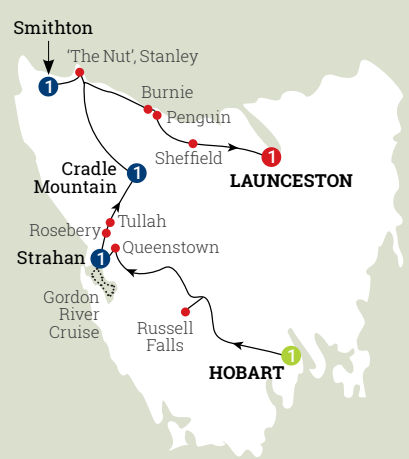 Smithton
1
‘The Nut’, Stanley
Burnie
Penguin
Sheffield
1
LAUNCESTON
Cradle
Mountain
1
Tullah
Rosebery
Queenstown
Strahan
1
Gordon
River
Cruise
Russell
Falls
1
HOBART